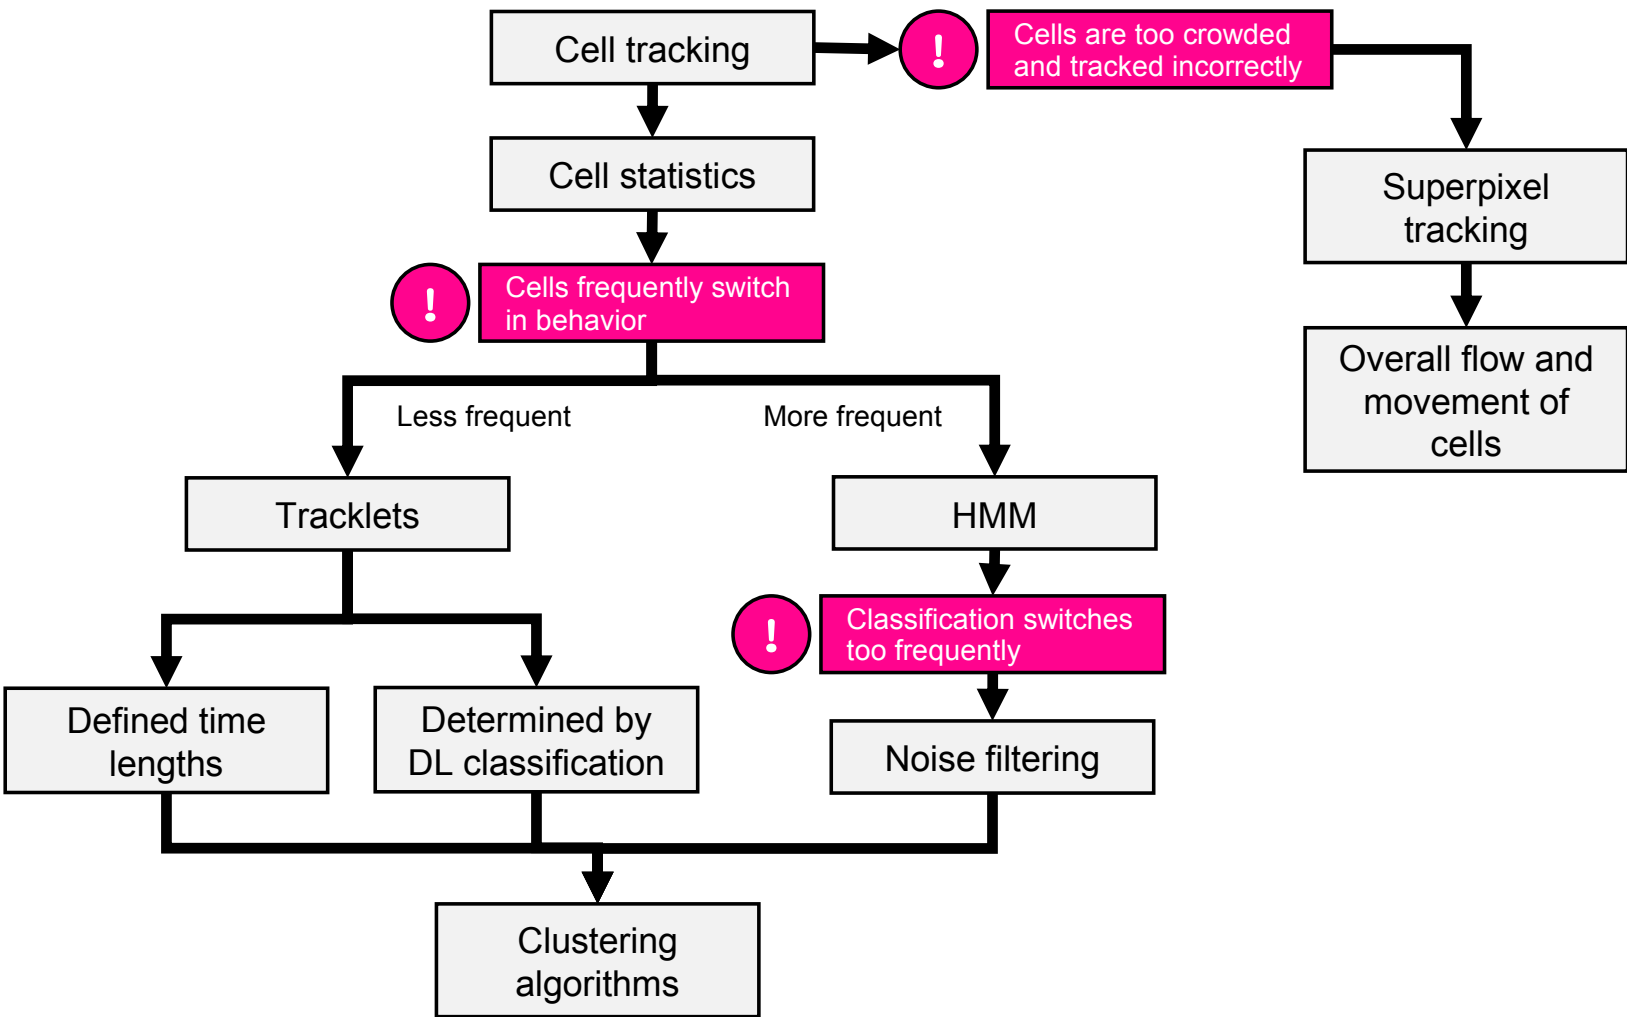 Cell tracking
!
Cells are too crowded
and tracked incorrectly
Cell statistics
Superpixel
tracking
!
Cells frequently switch
in behavior
Overall flow and
movement of
cells
Less frequent
More frequent
Tracklets
HMM
!
Classification switches
too frequently
Defined time
lengths
Determined by
DL classification
Noise filtering
Clustering
algorithms